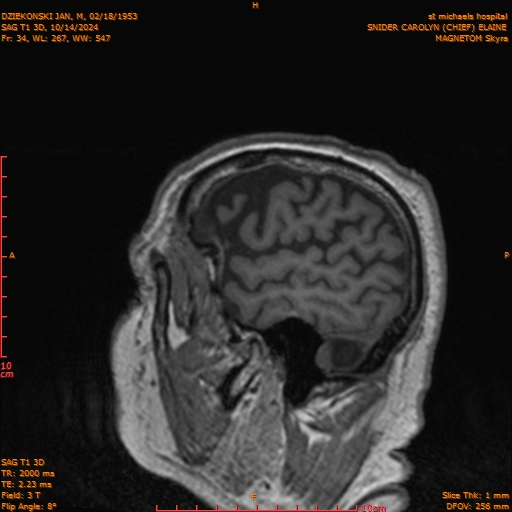 H
DZIEKONSKI JAN, M, 02/18/1953
SAG T1 3D, 10/14/2024
Fr: 34, WL: 267, WW: 547
st michaels hospital
SNIDER CAROLYN (CHIEF) ELAINE
MAGNETOM Skyra
A
P
10
cm
SAG T1 3D
TR: 2000 ms
TE: 2.23 ms
Field: 3 T
Flip Angle: 8°
F
10cm
Slice Thk: 1 mm
DFOV: 256 mm